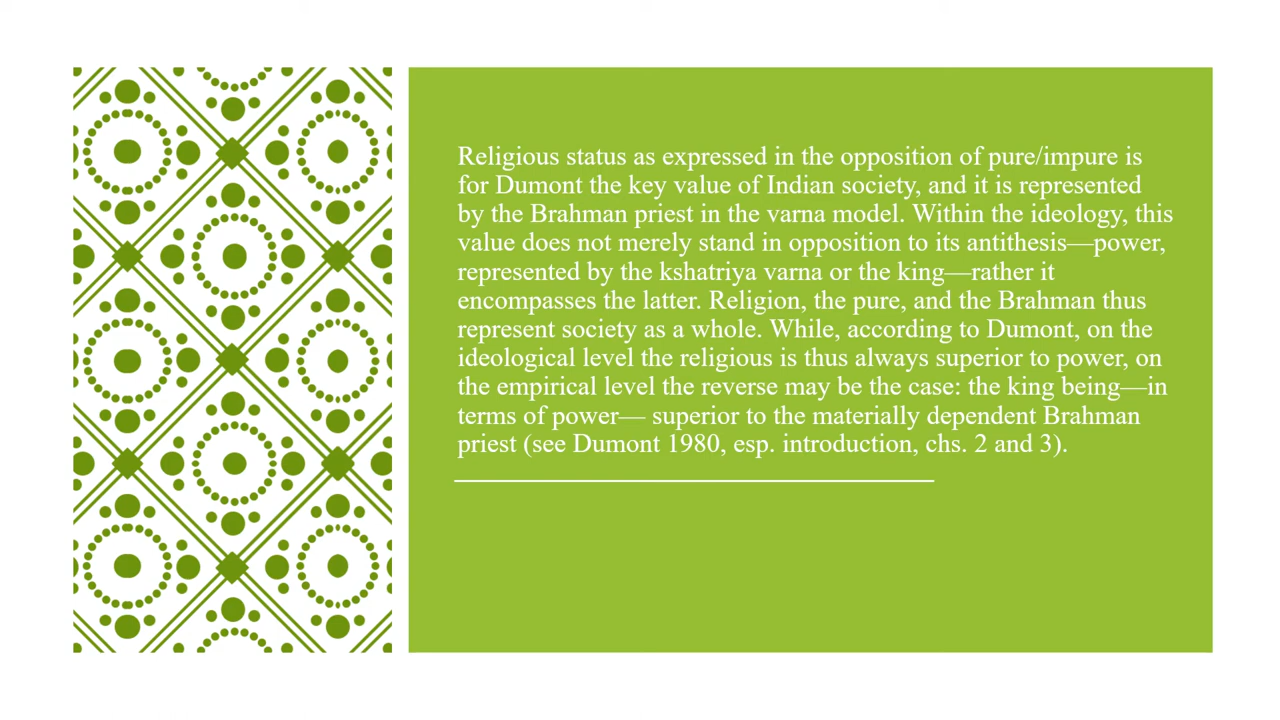 Religious status as expressed in the opposition of pure/impure is
for Dumont the key value of Indian society, and it is represented
by the Brahman priest in the varna model. Within the ideology, this
value does not merely stand in opposition to its antithesis—power,
represented by the kshatriya varna or the king—rather it
encompasses the latter. Religion, the pure, and the Brahman thus
represent society as a whole. While, according to Dumont, on the
ideological level the religious is thus always superior to power, on
the empirical level the reverse may be the case: the king being—in
terms of power— superior to the materially dependent Brahman
priest (see Dumont 1980, esp. introduction, chs. 2 and 3).